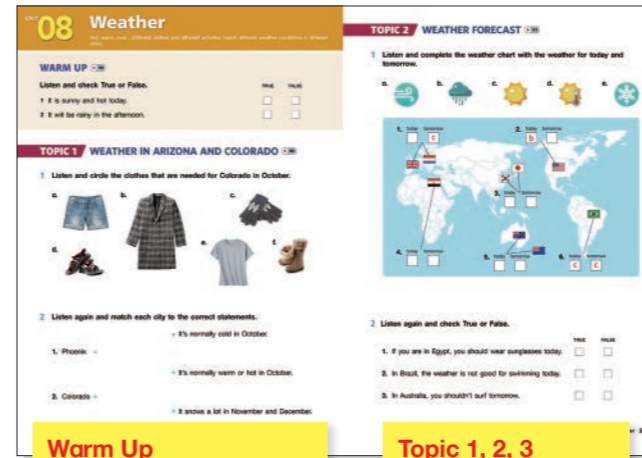 UNIT 08 Weather
WARM UP
Listen and check True or False.
TRUE FALSE
1 It is sunny and hot today.
2 It will be rainy in the afternoon.
TOPIC 1 WEATHER IN ARIZONA AND COLORADO
1 Listen and circle the clothes that are needed for Colorado in October.
a. b. c.
d. e. f.
2 Listen again and match each city to the correct statements.
It's normally cold in October.
1. Phoenix
It's normally warm or hot in October.
2. Colorado
It snows a lot in November and December.
Warm Up
TOPIC 2 WEATHER FORECAST
1 Listen and complete the weather chart with the weather for today and
tomorrow.
a. b. c. d. e.
1. today tomorrow
c
2. today tomorrow
b
3. today tomorrow
4. today tomorrow
5. today tomorrow
6. today tomorrow
c c
2 Listen again and check True or False.
TRUE FALSE
1. If you are in Egypt, you should wear sunglasses today.
2. In Brazil, the weather is not good for swimming today.
3. In Australia, you shouldn't surf tomorrow.
Topic 1, 2, 3